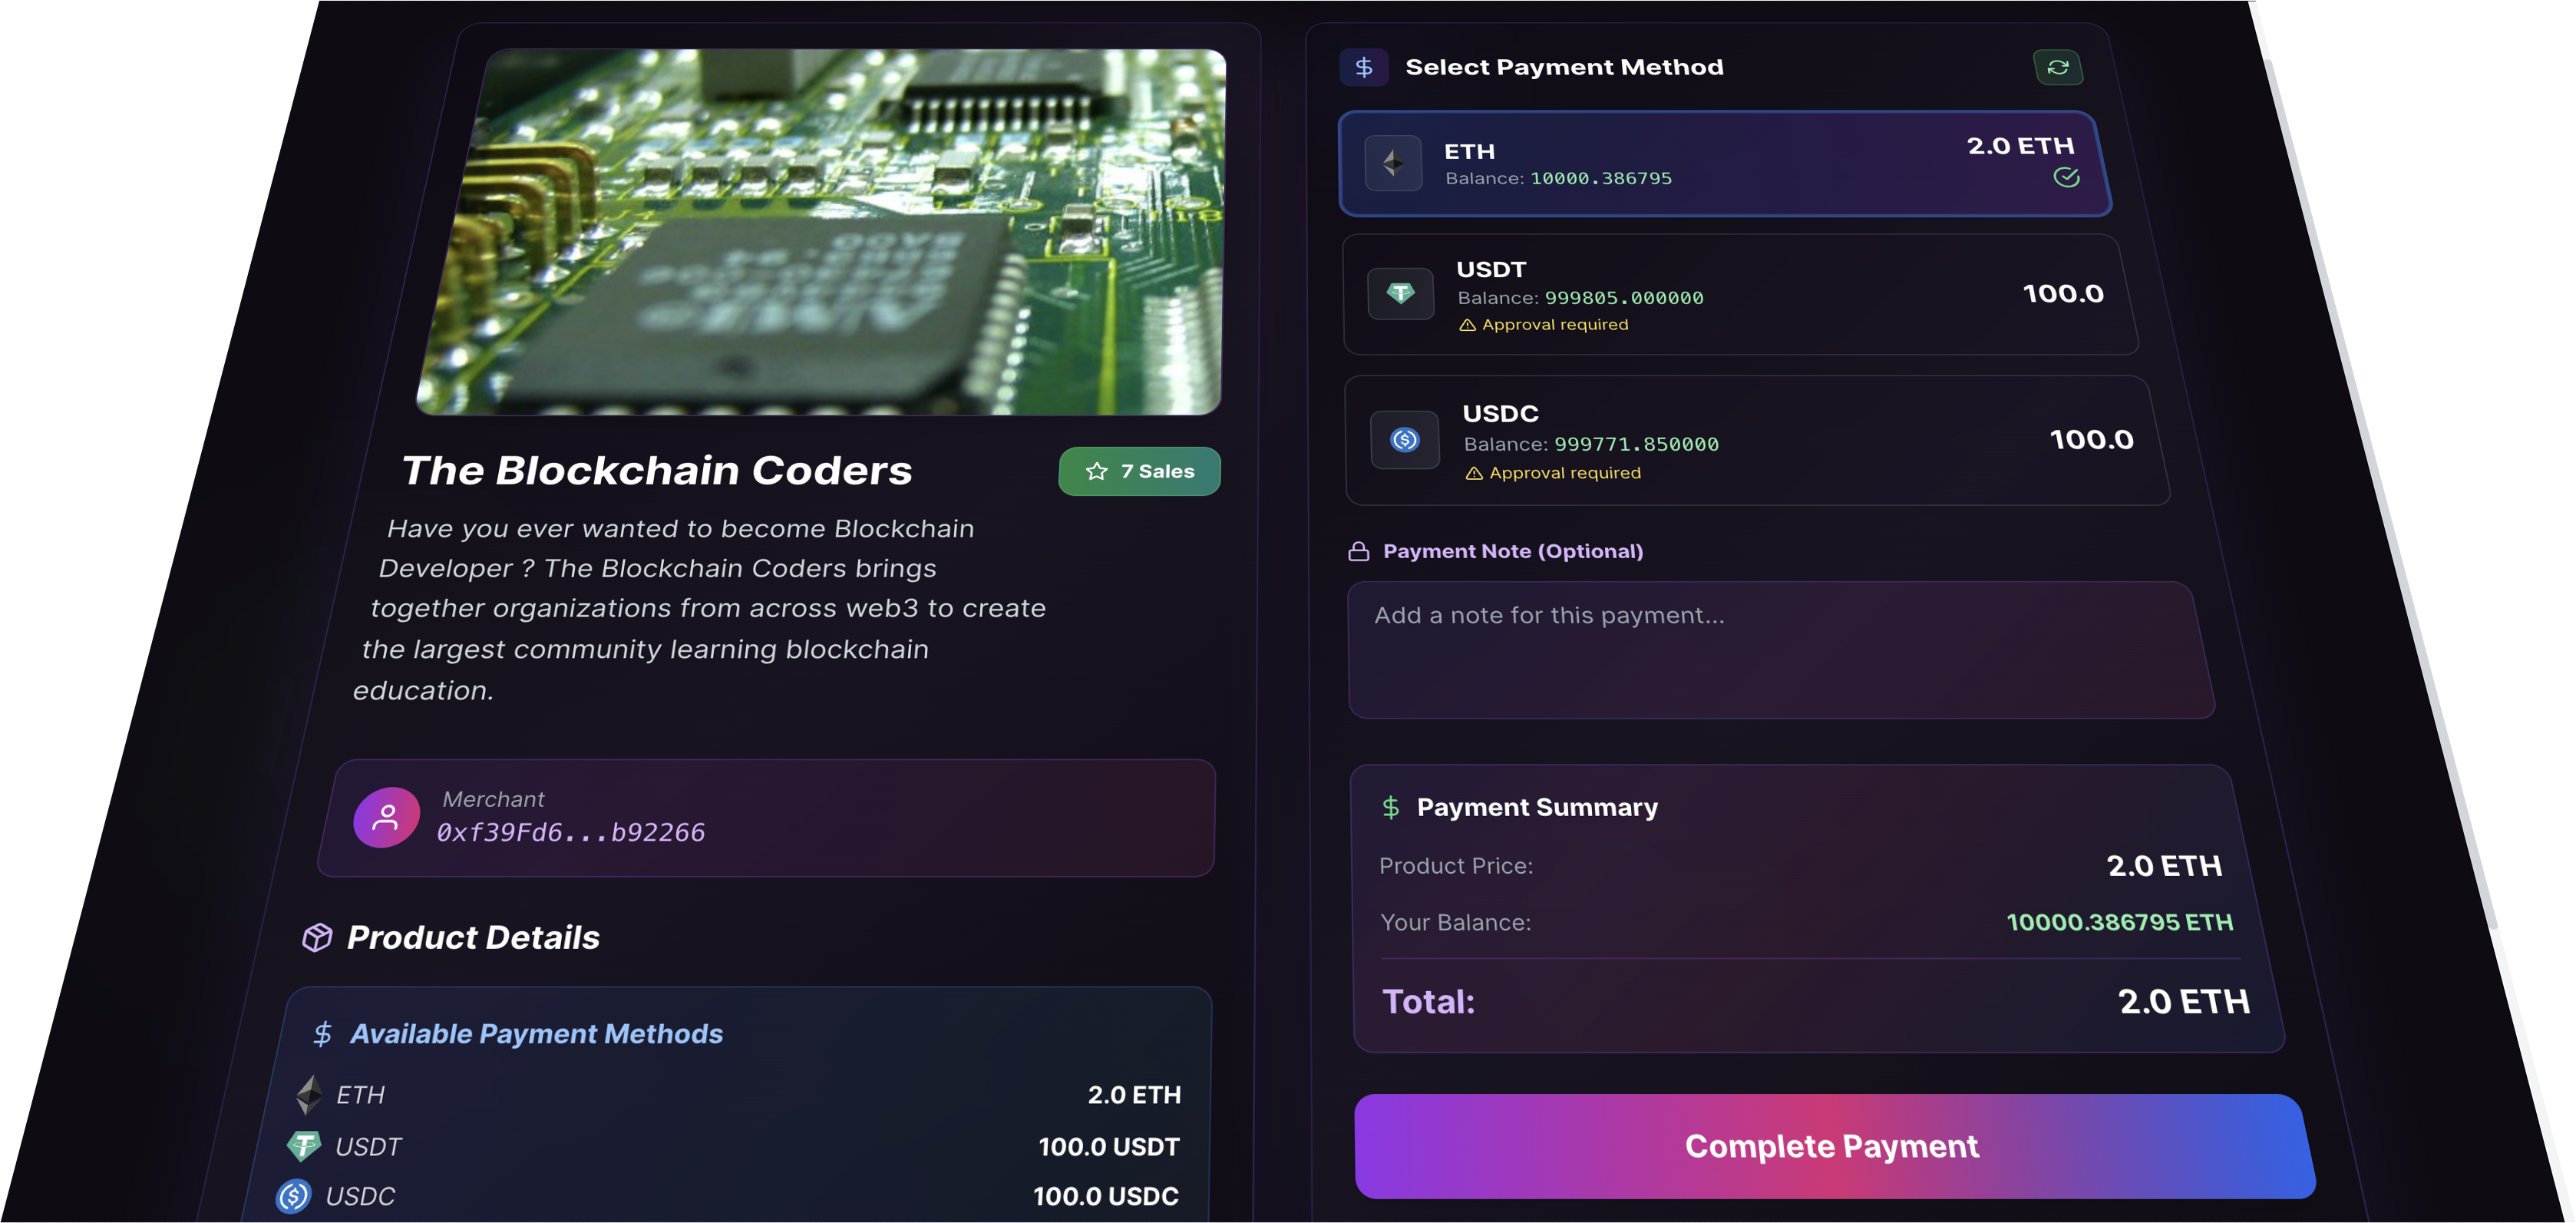 The Blockchain Coders
7 Sales
Have you ever wanted to become Blockchain
Developer ? The Blockchain Coders brings
together organizations from across web3 to create
the largest community learning blockchain
education.
Merchant
0xf39Fd6...b92266
Product Details
Available Payment Methods
ETH 2.0 ETH
USDT 100.0 USDT
USDC 100.0 USDC
Select Payment Method
ETH
Balance: 10000.386795
2.0 ETH
USDT
Balance: 999805.000000
Approval required
100.0
USDC
Balance: 999771.850000
Approval required
100.0
Payment Note (Optional)
Add a note for this payment...
Payment Summary
Product Price: 2.0 ETH
Your Balance: 10000.386795 ETH
Total: 2.0 ETH
Complete Payment